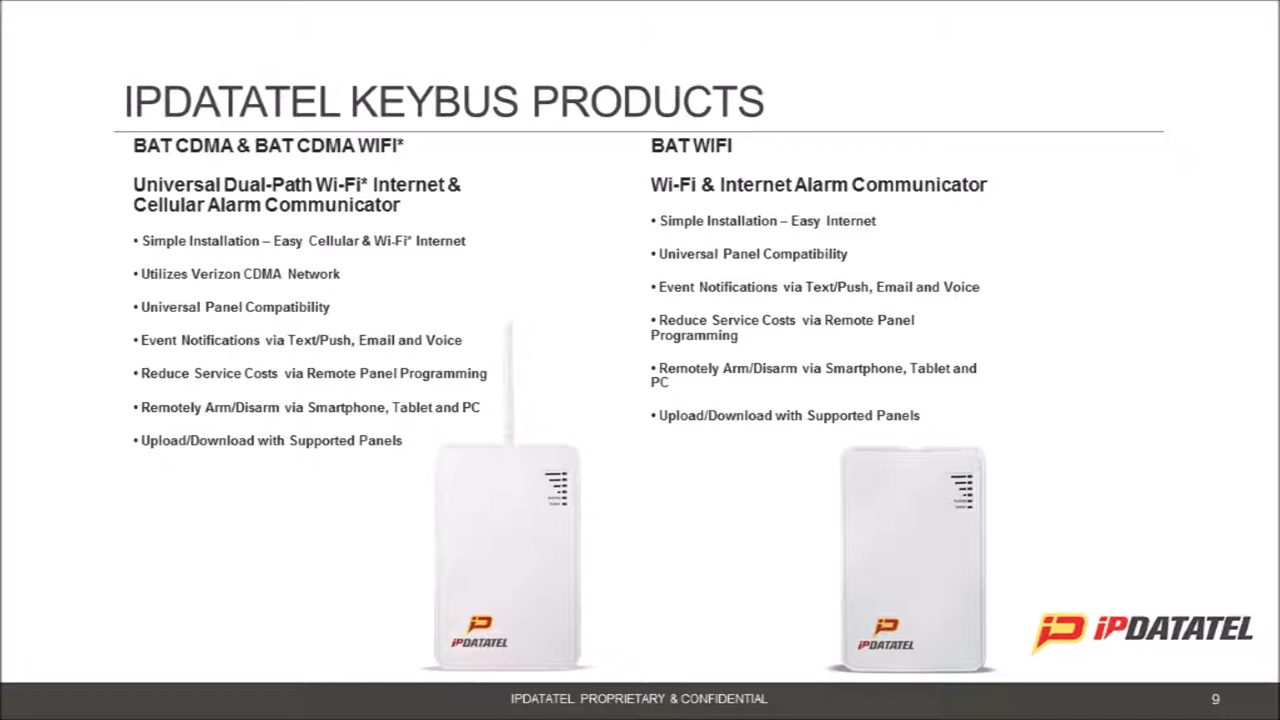 IPDATATEL KEYBUS PRODUCTS
BAT CDMA & BAT CDMA WIFI*
Universal Dual-Path Wi-Fi* Internet &
Cellular Alarm Communicator
• Simple Installation – Easy Cellular & Wi-Fi* Internet
• Utilizes Verizon CDMA Network
• Universal Panel Compatibility
• Event Notifications via Text/Push, Email and Voice
• Reduce Service Costs via Remote Panel Programming
• Remotely Arm/Disarm via Smartphone, Tablet and PC
• Upload/Download with Supported Panels
BAT WIFI
Wi-Fi & Internet Alarm Communicator
• Simple Installation – Easy Internet
• Universal Panel Compatibility
• Event Notifications via Text/Push, Email and Voice
• Reduce Service Costs via Remote Panel
Programming
• Remotely Arm/Disarm via Smartphone, Tablet and
PC
• Upload/Download with Supported Panels
iPDATATEL
iPDATATEL
iPDATATEL
IPDATATEL PROPRIETARY & CONFIDENTIAL
9